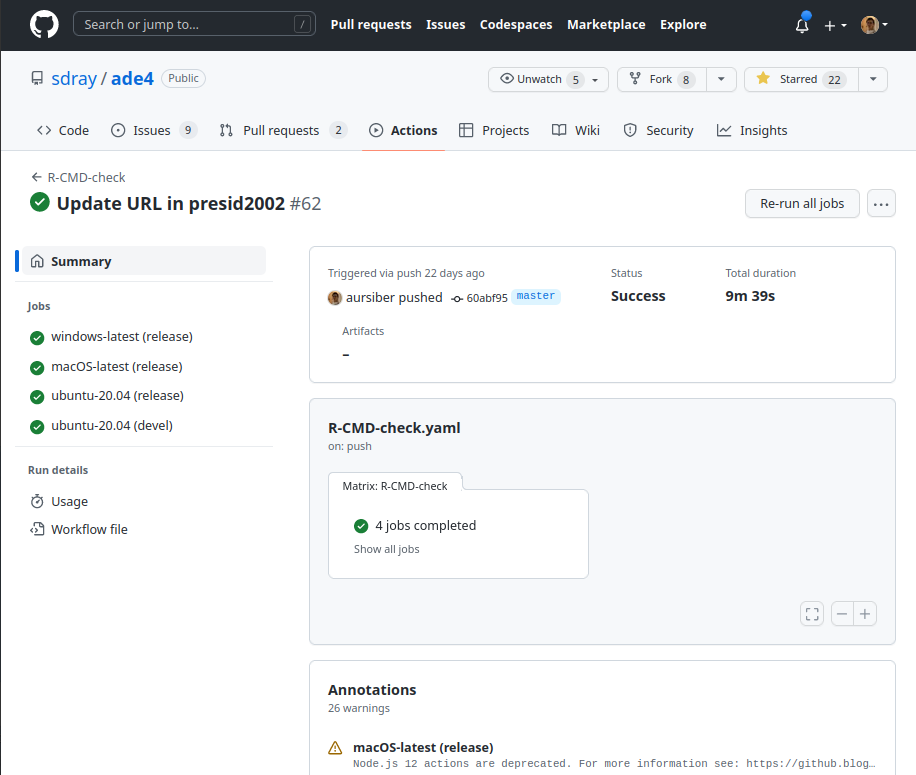 Search or jump to... / Pull requests Issues Codespaces Marketplace Explore
sdray / ade4 Public Unwatch 5 Fork 8 Starred 22
Code Issues 9 Pull requests 2 Actions Projects Wiki Security Insights
← R-CMD-check
Update URL in presid2002 #62
Re-run all jobs ...
Summary
Jobs
windows-latest (release)
macOS-latest (release)
ubuntu-20.04 (release)
ubuntu-20.04 (devel)
Run details
Usage
Workflow file
Triggered via push 22 days ago
aursiber pushed 60abf95 master
Status
Success
Total duration
9m 39s
Artifacts
–
R-CMD-check.yaml
on: push
Matrix: R-CMD-check
4 jobs completed
Show all jobs
Annotations
26 warnings
macOS-latest (release)
Node.js 12 actions are deprecated. For more information see: https://github.blog…